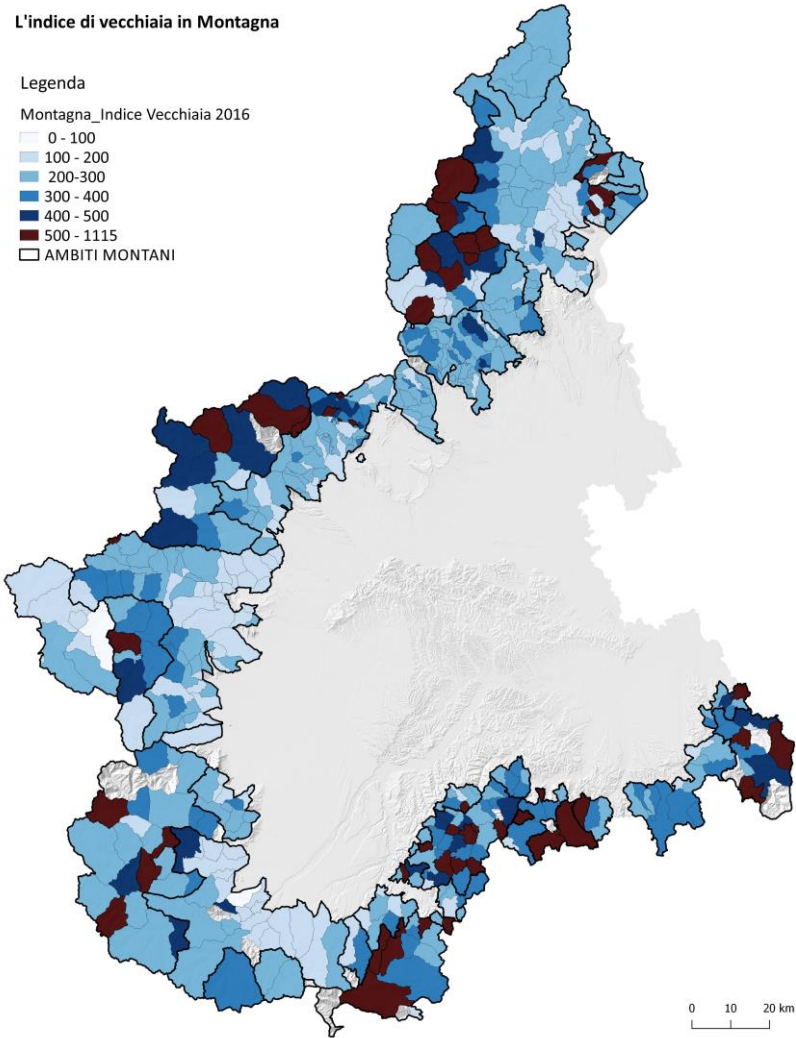 L'indice di vecchiaia in Montagna
Legenda
Montagna_Indice Vecchiaia 2016
0 - 100
100 - 200
200-300
300 - 400
400 - 500
500 - 1115
AMBITI MONTANI
0 10 20 km